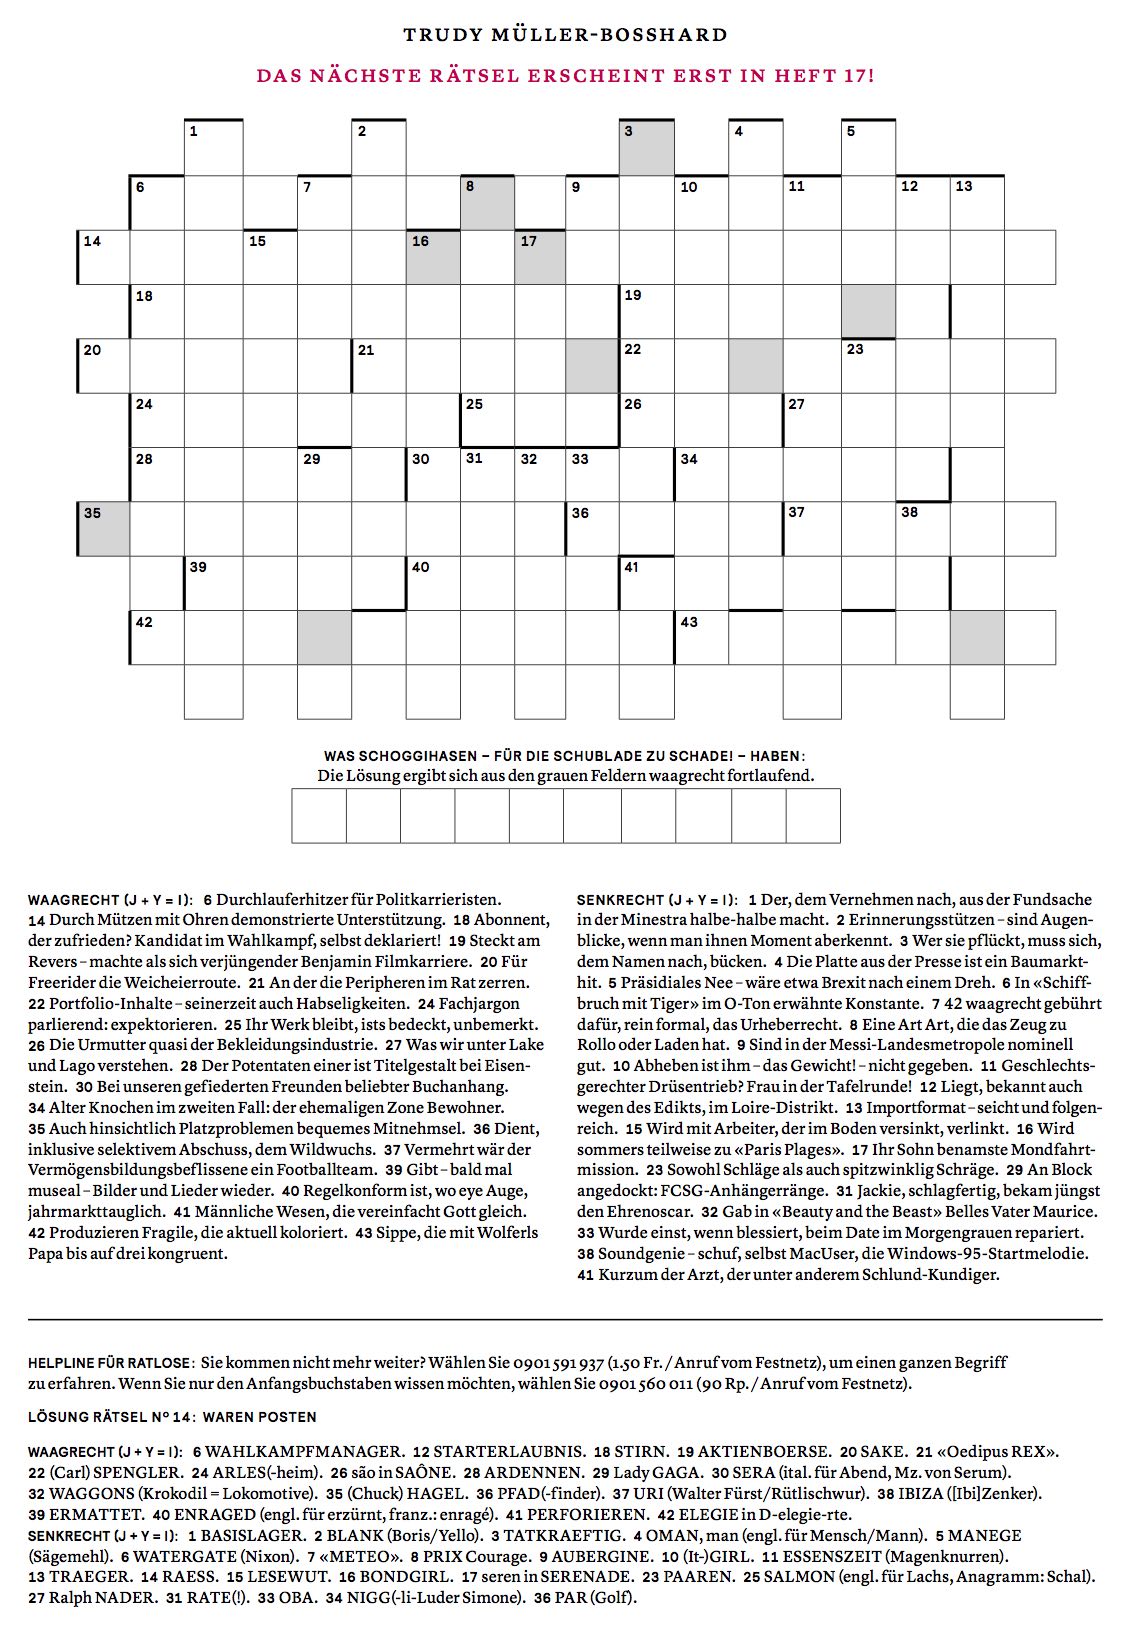 TRUDY MÜLLER-BOSSHARD
DAS NÄCHSTE RÄTSEL ERSCHEINT ERST IN HEFT 17!
1 2 3 4 5
6 7 8 9 10 11 12 13
14 15 16 17
18 19
20 21 22 23
24 25 26 27
28 29 30 31 32 33 34
35 36 37 38
39 40 41
42 43
WAS SCHOGGIHASEN – FÜR DIE SCHUBLADE ZU SCHADE! – HABEN:
Die Lösung ergibt sich aus den grauen Feldern waagrecht fortlaufend.
WAAGRECHT (J + Y = I): 6 Durchlauferhitzer für Politkarrieristen.
14 Durch Mützen mit Ohren demonstrierte Unterstützung. 18 Abonnent,
der zufrieden? Kandidat im Wahlkampf, selbst deklariert! 19 Steckt am
Revers – machte als sich verjüngender Benjamin Filmkarriere. 20 Für
Freerider die Weicheierroute. 21 An der die Peripheren im Rat zerren.
22 Portfolio-Inhalte – seinerzeit auch Habseligkeiten. 24 Fachjargon
parlierend: expektorieren. 25 Ihr Werk bleibt, ists bedeckt, unbemerkt.
26 Die Urmutter quasi der Bekleidungsindustrie. 27 Was wir unter Lake
und Lago verstehen. 28 Der Potentaten einer ist Titelgestalt bei Eisen-
stein. 30 Bei unseren gefiederten Freunden beliebter Buchanhang.
34 Alter Knochen im zweiten Fall: der ehemaligen Zone Bewohner.
35 Auch hinsichtlich Platzproblemen bequemes Mitnehmsel. 36 Dient,
inklusive selektivem Abschuss, dem Wildwuchs. 37 Vermehrt wär der
Vermögensbildungsbeflissene ein Footballteam. 39 Gibt – bald mal
museal – Bilder und Lieder wieder. 40 Regelkonform ist, wo eye Auge,
jahrmarkttauglich. 41 Männliche Wesen, die vereinfacht Gott gleich.
42 Produzieren Fragile, die aktuell koloriert. 43 Sippe, die mit Wolferls
Papa bis auf drei kongruent.
SENKRECHT (J + Y = I): 1 Der, dem Vernehmen nach, aus der Fundsache
in der Minestra halbe-halbe macht. 2 Erinnerungsstützen – sind Augen-
blicke, wenn man ihnen Moment aberkennt. 3 Wer sie pflückt, muss sich,
dem Namen nach, bücken. 4 Die Platte aus der Presse ist ein Baumarkt-
hit. 5 Präsidiales Nee – wäre etwa Brexit nach einem Dreh. 6 In «Schiff-
bruch mit Tiger» im O-Ton erwähnte Konstante. 7 42 waagrecht gebührt
dafür, rein formal, das Urheberrecht. 8 Eine Art Art, die das Zeug zu
Rollo oder Laden hat. 9 Sind in der Messi-Landesmetropole nominell
gut. 10 Abheben ist ihm – das Gewicht! – nicht gegeben. 11 Geschlechts-
gerechter Drüsentrieb? Frau in der Tafelrunde! 12 Liegt, bekannt auch
wegen des Edikts, im Loire-Distrikt. 13 Importformat – seicht und folgen-
reich. 15 Wird mit Arbeiter, der im Boden versinkt, verlinkt. 16 Wird
sommers teilweise zu «Paris Plages». 17 Ihr Sohn benamste Mondfahrt-
mission. 23 Sowohl Schläge als auch spitzwinklig Schräge. 29 An Block
angedockt: FCSG-Anhängerränge. 31 Jackie, schlagfertig, bekam jüngst
den Ehrenoscar. 32 Gab in «Beauty and the Beast» Belles Vater Maurice.
33 Wurde einst, wenn blessiert, beim Date im Morgengrauen repariert.
38 Soundgenie – schuf, selbst MacUser, die Windows-95-Startmelodie.
41 Kurzum der Arzt, der unter anderem Schlund-Kundiger.
HELPLINE FÜR RATLOSE: Sie kommen nicht mehr weiter? Wählen Sie 0901 591 937 (1.50 Fr. / Anruf vom Festnetz), um einen ganzen Begriff
zu erfahren. Wenn Sie nur den Anfangsbuchstaben wissen möchten, wählen Sie 0901 560 011 (90 Rp. / Anruf vom Festnetz).
LÖSUNG RÄTSEL Nº 14: WAREN POSTEN
WAAGRECHT (J + Y = I): 6 WAHLKAMPFMANAGER. 12 STARTERLAUBNIS. 18 STIRN. 19 AKTIENBOERSE. 20 SAKE. 21 «Oedipus REX».
22 (Carl) SPENGLER. 24 ARLES(-heim). 26 são in SAÔNE. 28 ARDENNEN. 29 Lady GAGA. 30 SERA (ital. für Abend, Mz. von Serum).
32 WAGGONS (Krokodil = Lokomotive). 35 (Chuck) HAGEL. 36 PFAD(-finder). 37 URI (Walter Fürst/Rütlischwur). 38 IBIZA ([Ibi]Zenker).
39 ERMATTET. 40 ENRAGED (engl. für erzürnt, franz.: enragé). 41 PERFORIEREN. 42 ELEGIE in D-elegie-rte.
SENKRECHT (J + Y = I): 1 BASISLAGER. 2 BLANK (Boris/Yello). 3 TATKRAEFTIG. 4 OMAN, man (engl. für Mensch/Mann). 5 MANEGE
(Sägemehl). 6 WATERGATE (Nixon). 7 «METEO». 8 PRIX Courage. 9 AUBERGINE. 10 (It-)GIRL. 11 ESSENSZEIT (Magenknurren).
13 TRAEGER. 14 RAESS. 15 LESEWUT. 16 BONDGIRL. 17 seren in SERENADE. 23 PAAREN. 25 SALMON (engl. für Lachs, Anagramm: Schal).
27 Ralph NADER. 31 RATE(!). 33 OBA. 34 NIGG(-li-Luder Simone). 36 PAR (Golf).